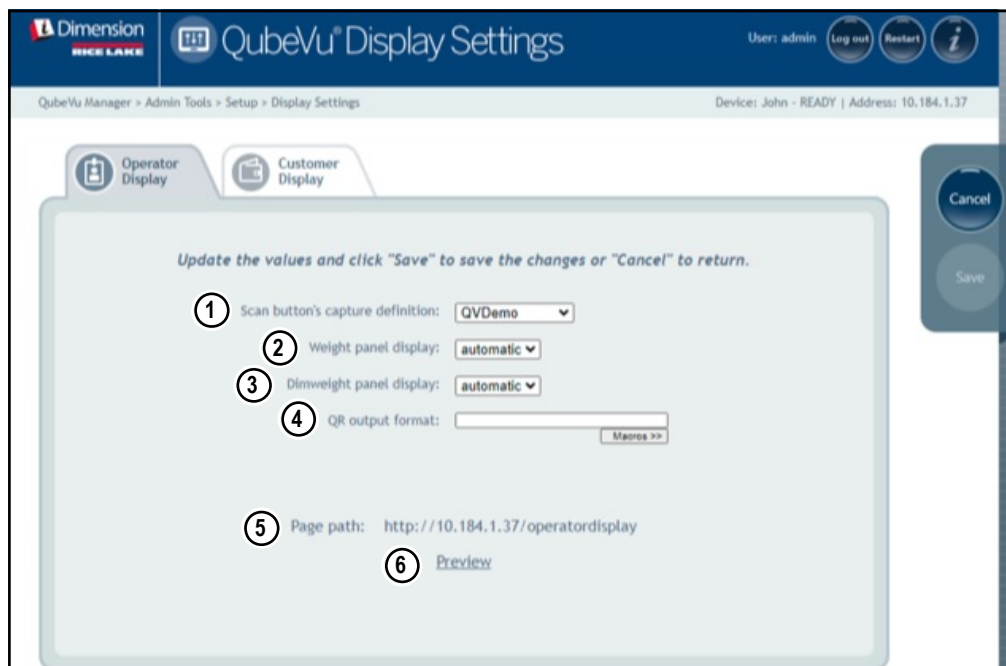 Dimension
RICE LAKE
QubeVu® Display Settings
User: admin
Log out
Restart
i
QubeVu Manager > Admin Tools > Setup > Display Settings
Device: John - READY | Address: 10.184.1.37
Operator
Display
Customer
Display
Cancel
Save
Update the values and click "Save" to save the changes or "Cancel" to return.
1 Scan button's capture definition: QVDemo
2 Weight panel display: automatic
3 Dimweight panel display: automatic
4 QR output format:
Macros >>
5 Page path: http://10.184.1.37/operatordisplay
6 Preview